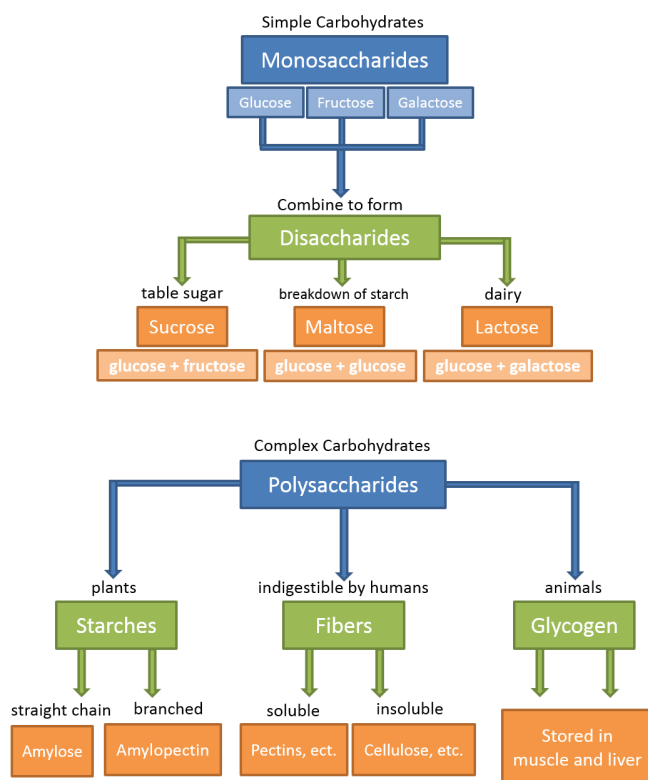 Simple Carbohydrates
Monosaccharides
Glucose
Fructose
Galactose
Combine to form
Disaccharides
table sugar
breakdown of starch
dairy
Sucrose
Maltose
Lactose
glucose + fructose
glucose + glucose
glucose + galactose
Complex Carbohydrates
Polysaccharides
plants
indigestible by humans
animals
Starches
Fibers
Glycogen
straight chain
branched
soluble
insoluble
Amylose
Amylopectin
Pectins, ect.
Cellulose, etc.
Stored in
muscle and liver